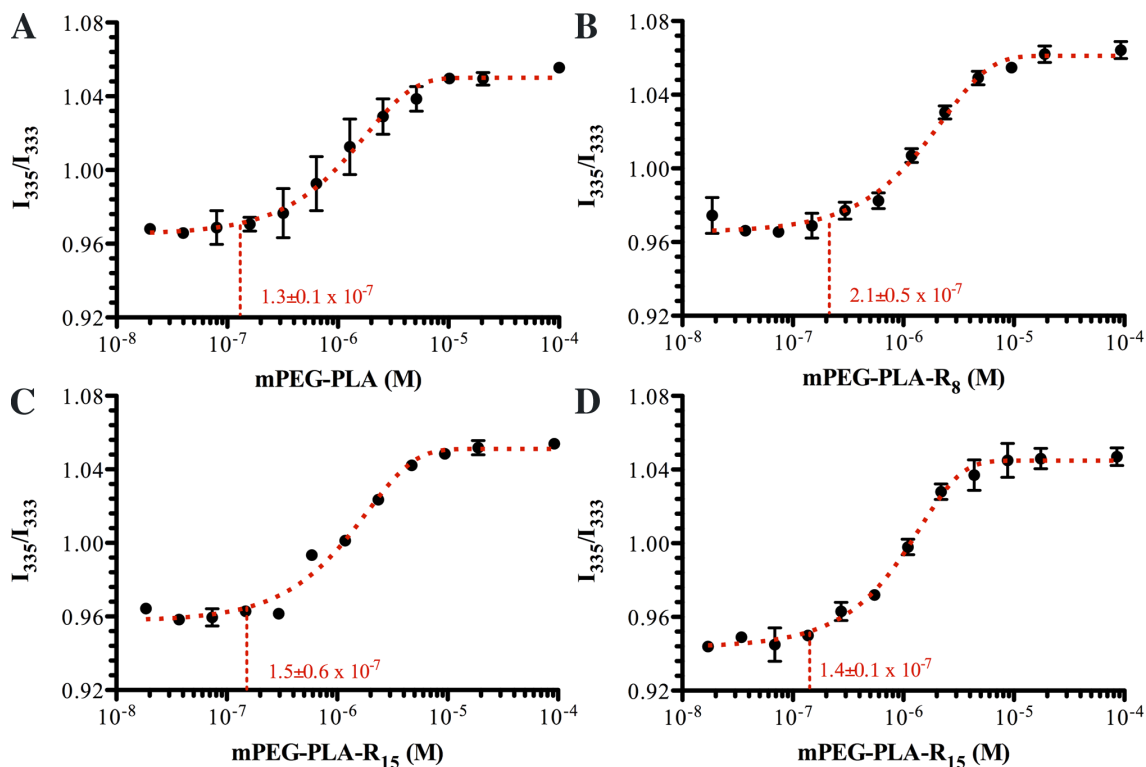 A
1.08
1.04
1.00
0.96
0.92
I335/I333
1.3±0.1 x 10-7
10-8 10-7 10-6 10-5 10-4
mPEG-PLA (M)
B
1.08
1.04
1.00
0.96
0.92
I335/I333
2.1±0.5 x 10-7
10-8 10-7 10-6 10-5 10-4
mPEG-PLA-R8 (M)
C
1.08
1.04
1.00
0.96
0.92
I335/I333
1.5±0.6 x 10-7
10-8 10-7 10-6 10-5 10-4
mPEG-PLA-R15 (M)
D
1.08
1.04
1.00
0.96
0.92
I335/I333
1.4±0.1 x 10-7
10-8 10-7 10-6 10-5 10-4
mPEG-PLA-R15 (M)